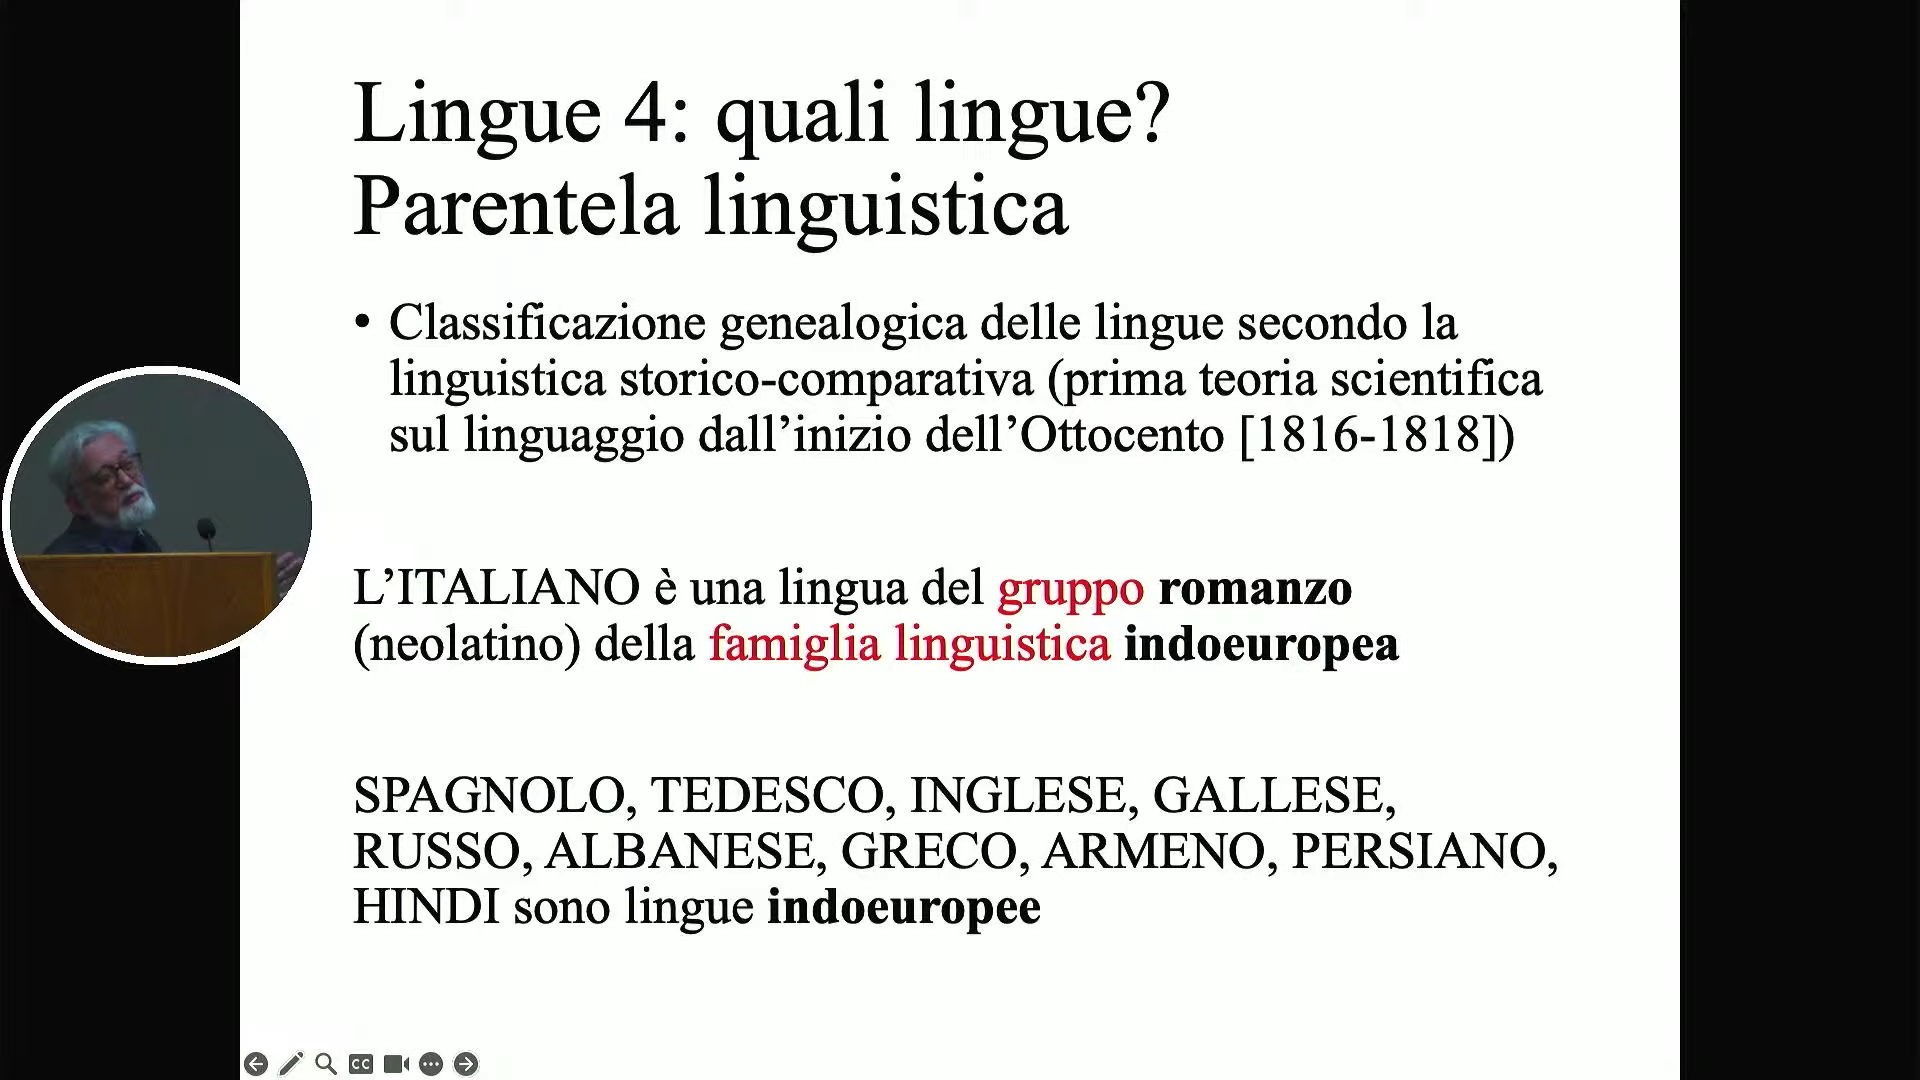 Lingue 4: quali lingue?
Parentela linguistica
• Classificazione genealogica delle lingue secondo la
linguistica storico-comparativa (prima teoria scientifica
sul linguaggio dall’inizio dell’Ottocento [1816-1818])
L’ITALIANO è una lingua del gruppo romanzo
(neolatino) della famiglia linguistica indoeuropea
SPAGNOLO, TEDESCO, INGLESE, GALLESE,
RUSSO, ALBANESE, GRECO, ARMENO, PERSIANO,
HINDI sono lingue indoeuropee
CC